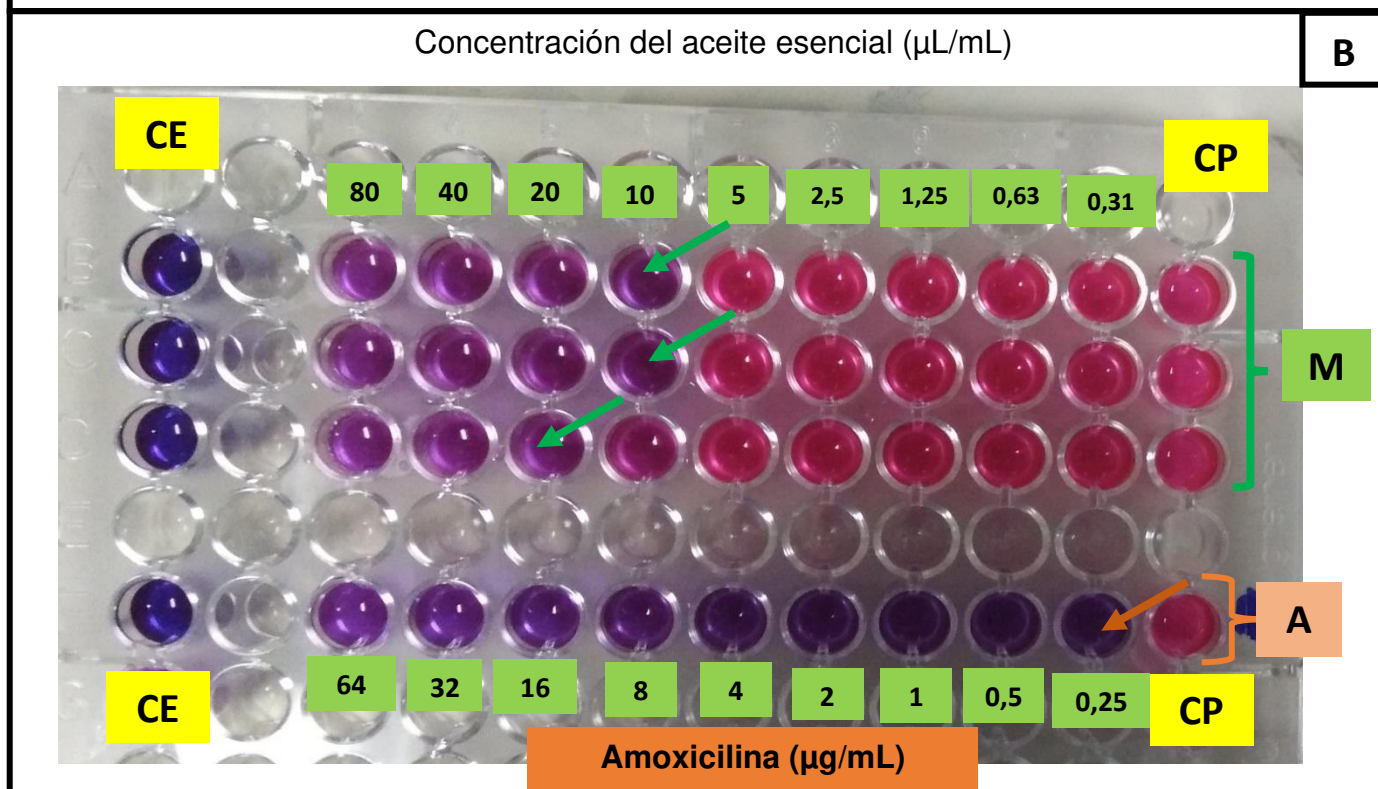 Concentración del aceite esencial (µL/mL)
B
CE
CP
80 40 20 10 5 2,5 1,25 0,63 0,31
M
A
64 32 16 8 4 2 1 0,5 0,25
CE
CP
Amoxicilina (µg/mL)